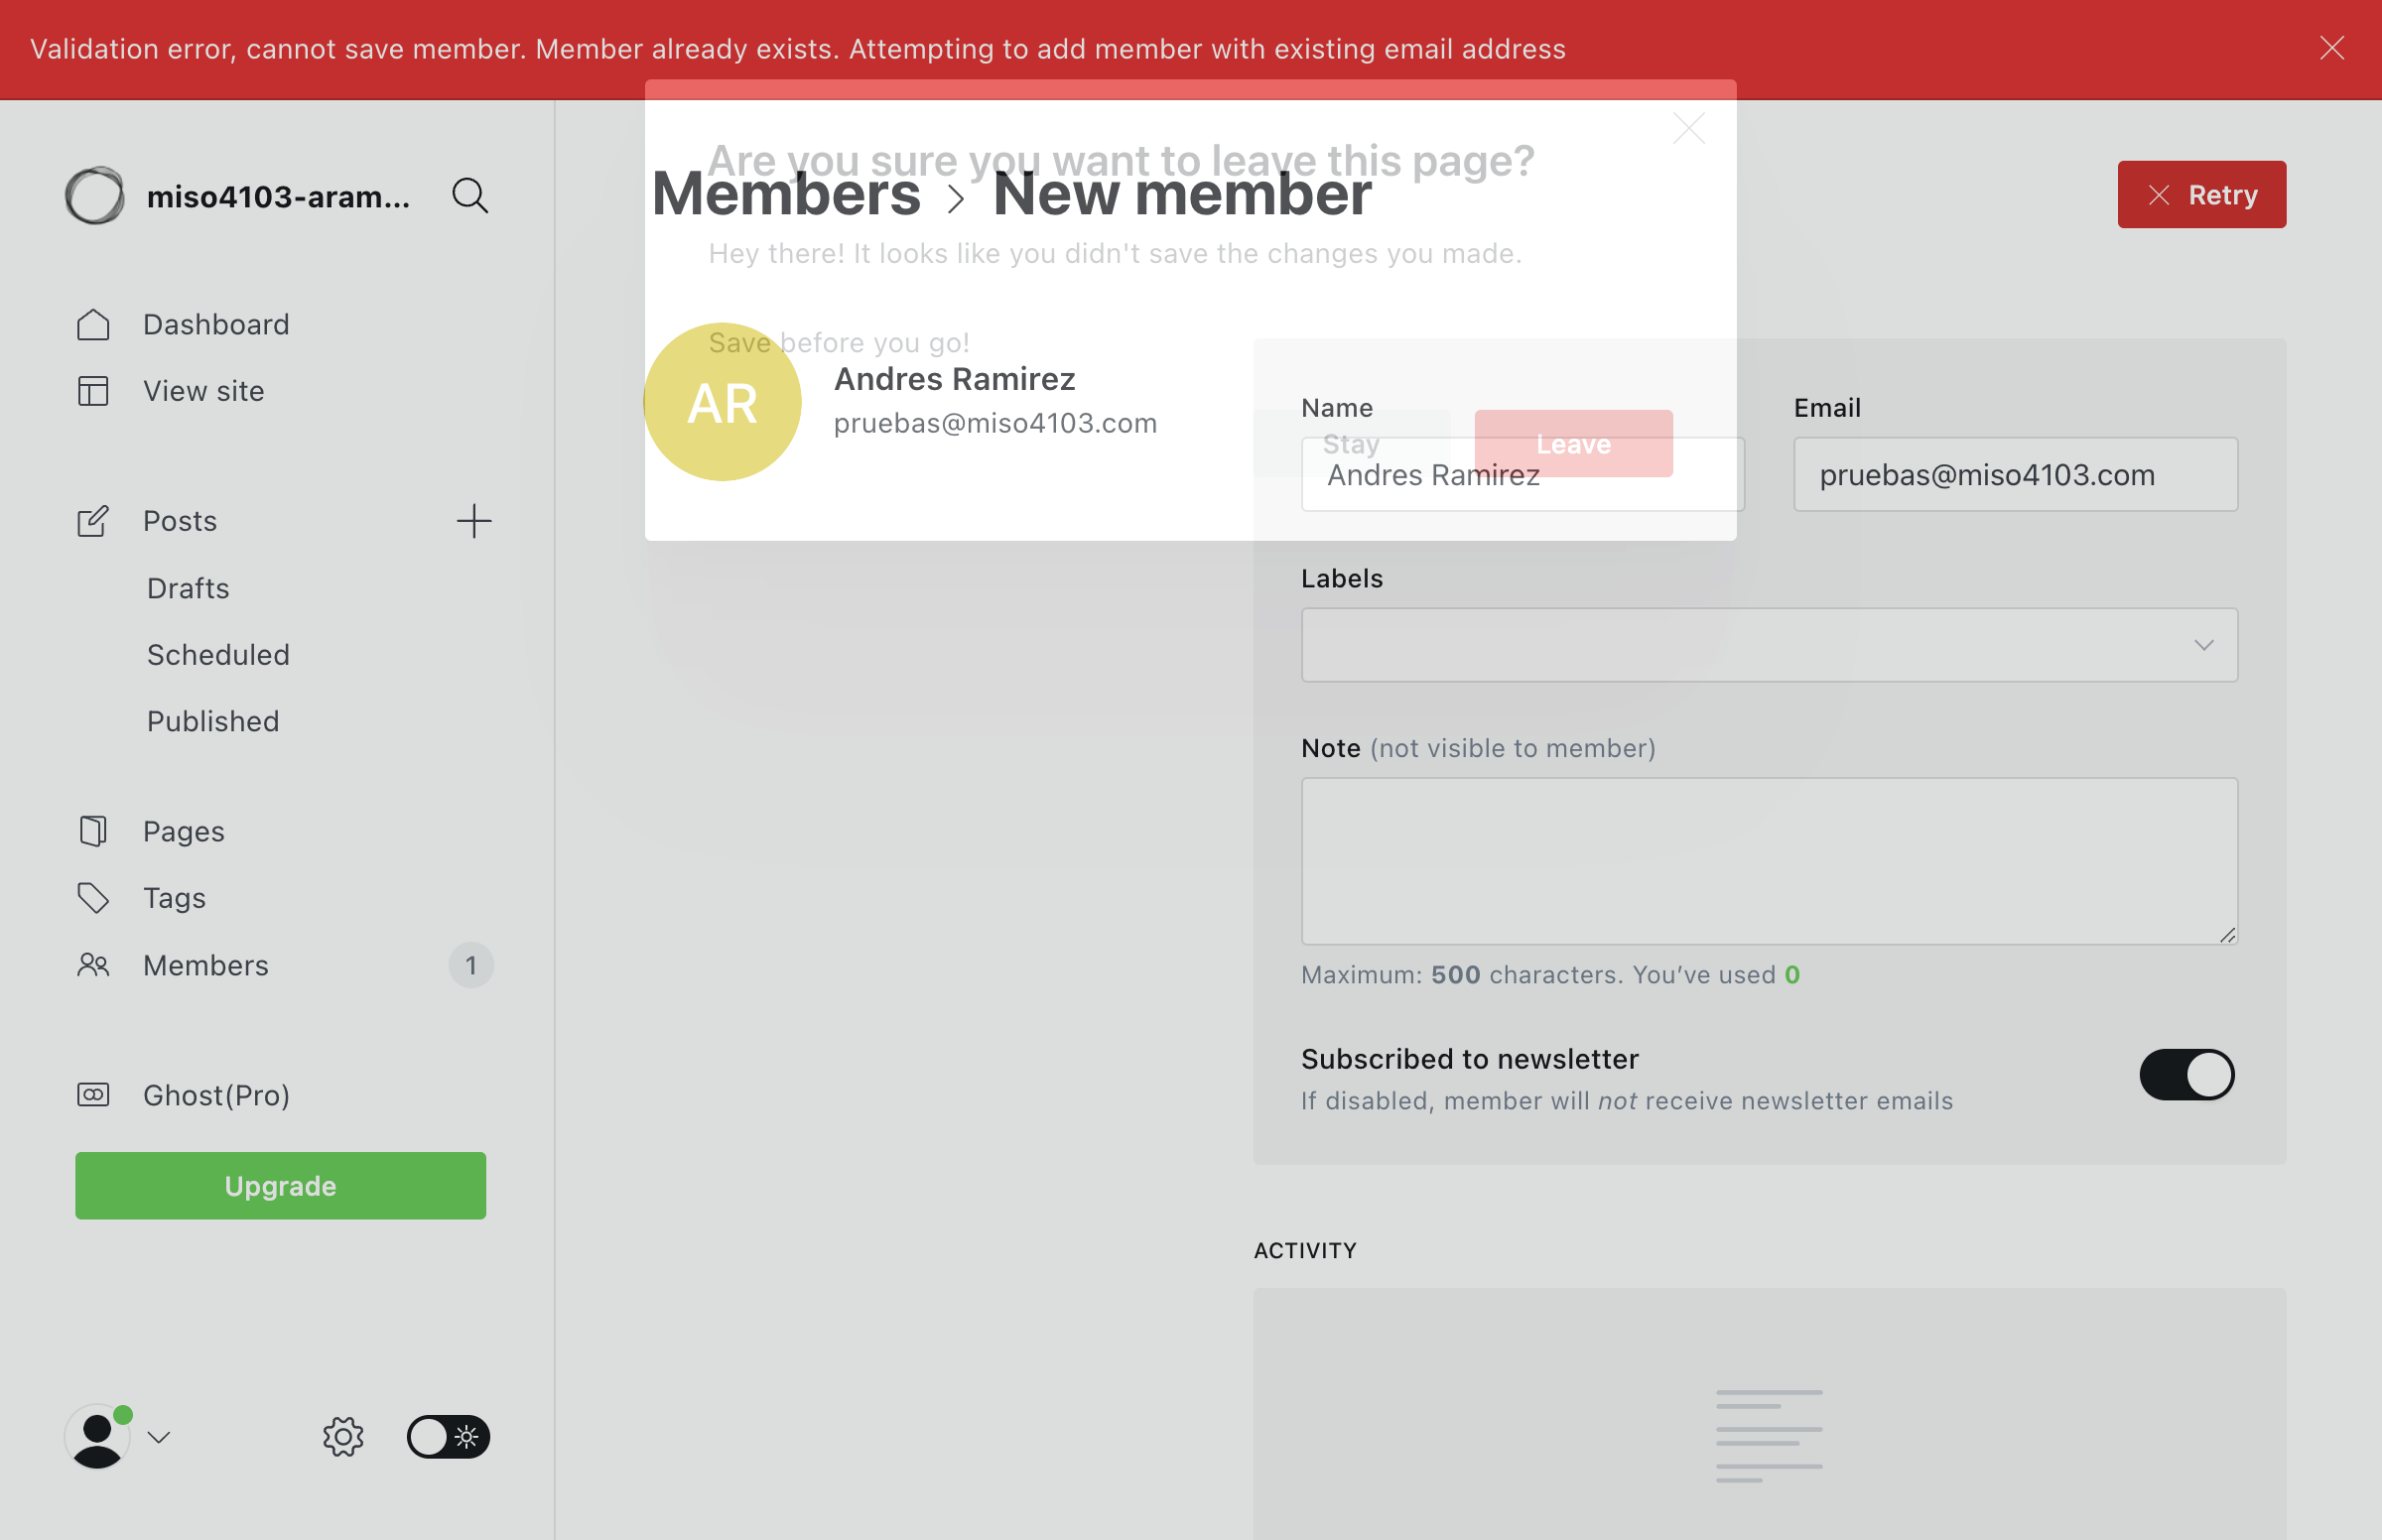 Validation error, cannot save member. Member already exists. Attempting to add member with existing email address
miso4103-aram...
Dashboard
View site
Posts
Drafts
Scheduled
Published
Pages
Tags
Members 1
Ghost(Pro)
Upgrade
Are you sure you want to leave this page?
Members > New member
Retry
Hey there! It looks like you didn't save the changes you made.
Save before you go!
AR
Andres Ramirez
pruebas@miso4103.com
Stay
Leave
Name
Andres Ramirez
Email
pruebas@miso4103.com
Labels
Note (not visible to member)
Maximum: 500 characters. You’ve used 0
Subscribed to newsletter
If disabled, member will not receive newsletter emails
ACTIVITY